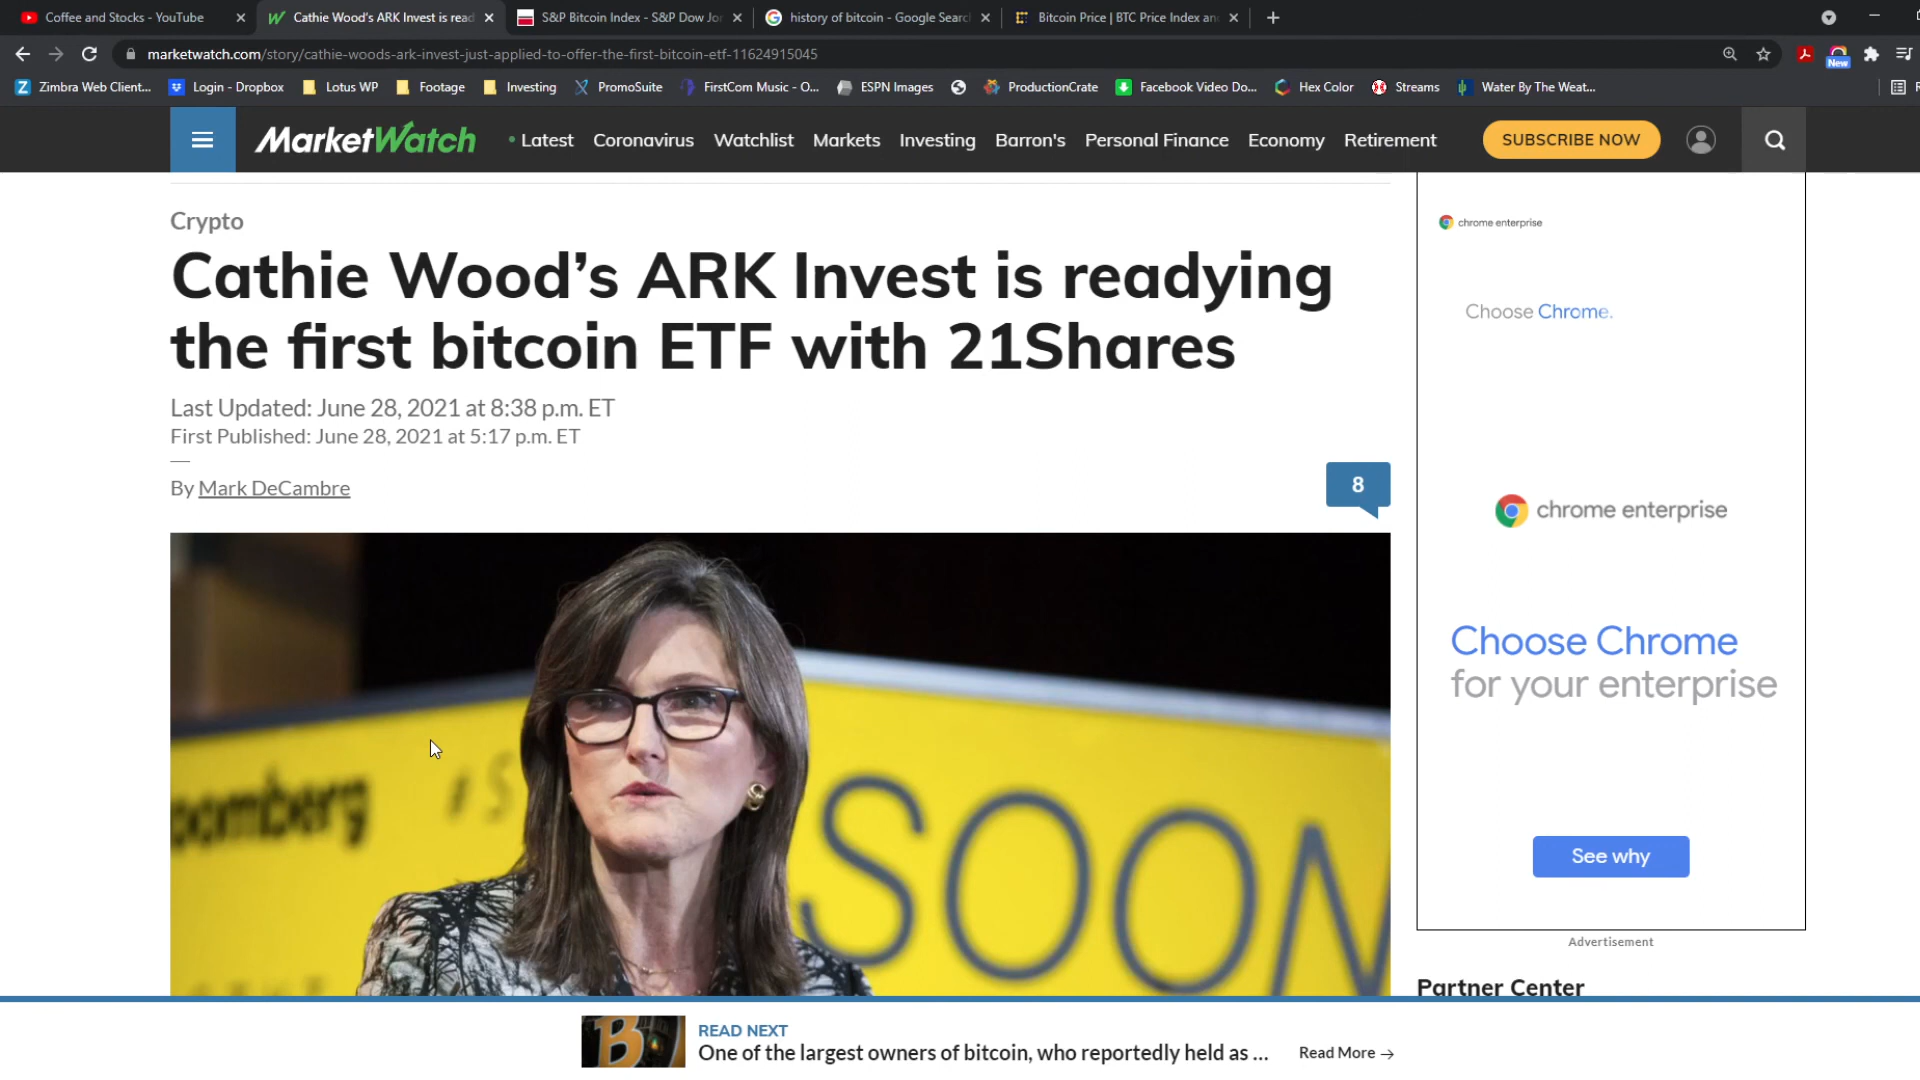 Coffee and Stocks - YouTube
Cathie Wood's ARK Invest is read
S&P Bitcoin Index - S&P Dow Jor
history of bitcoin - Google Searc
Bitcoin Price | BTC Price Index an
marketwatch.com/story/cathie-woods-ark-invest-just-applied-to-offer-the-first-bitcoin-etf-11624915045
New
Zimbra Web Client...
Login - Dropbox
Lotus WP
Footage
Investing
PromoSuite
FirstCom Music - O...
ESPN Images
ProductionCrate
Facebook Video Do...
Hex Color
Streams
Water By The Weat...
MarketWatch
Latest
Coronavirus
Watchlist
Markets
Investing
Barron's
Personal Finance
Economy
Retirement
SUBSCRIBE NOW
Crypto
Cathie Wood's ARK Invest is readying
the first bitcoin ETF with 21Shares
Last Updated: June 28, 2021 at 8:38 p.m. ET
First Published: June 28, 2021 at 5:17 p.m. ET
By Mark DeCambre
8
oomberg
#S
SOON
chrome enterprise
Choose Chrome.
chrome enterprise
Choose Chrome
for your enterprise
See why
Advertisement
Partner Center
READ NEXT
One of the largest owners of bitcoin, who reportedly held as ...
Read More →